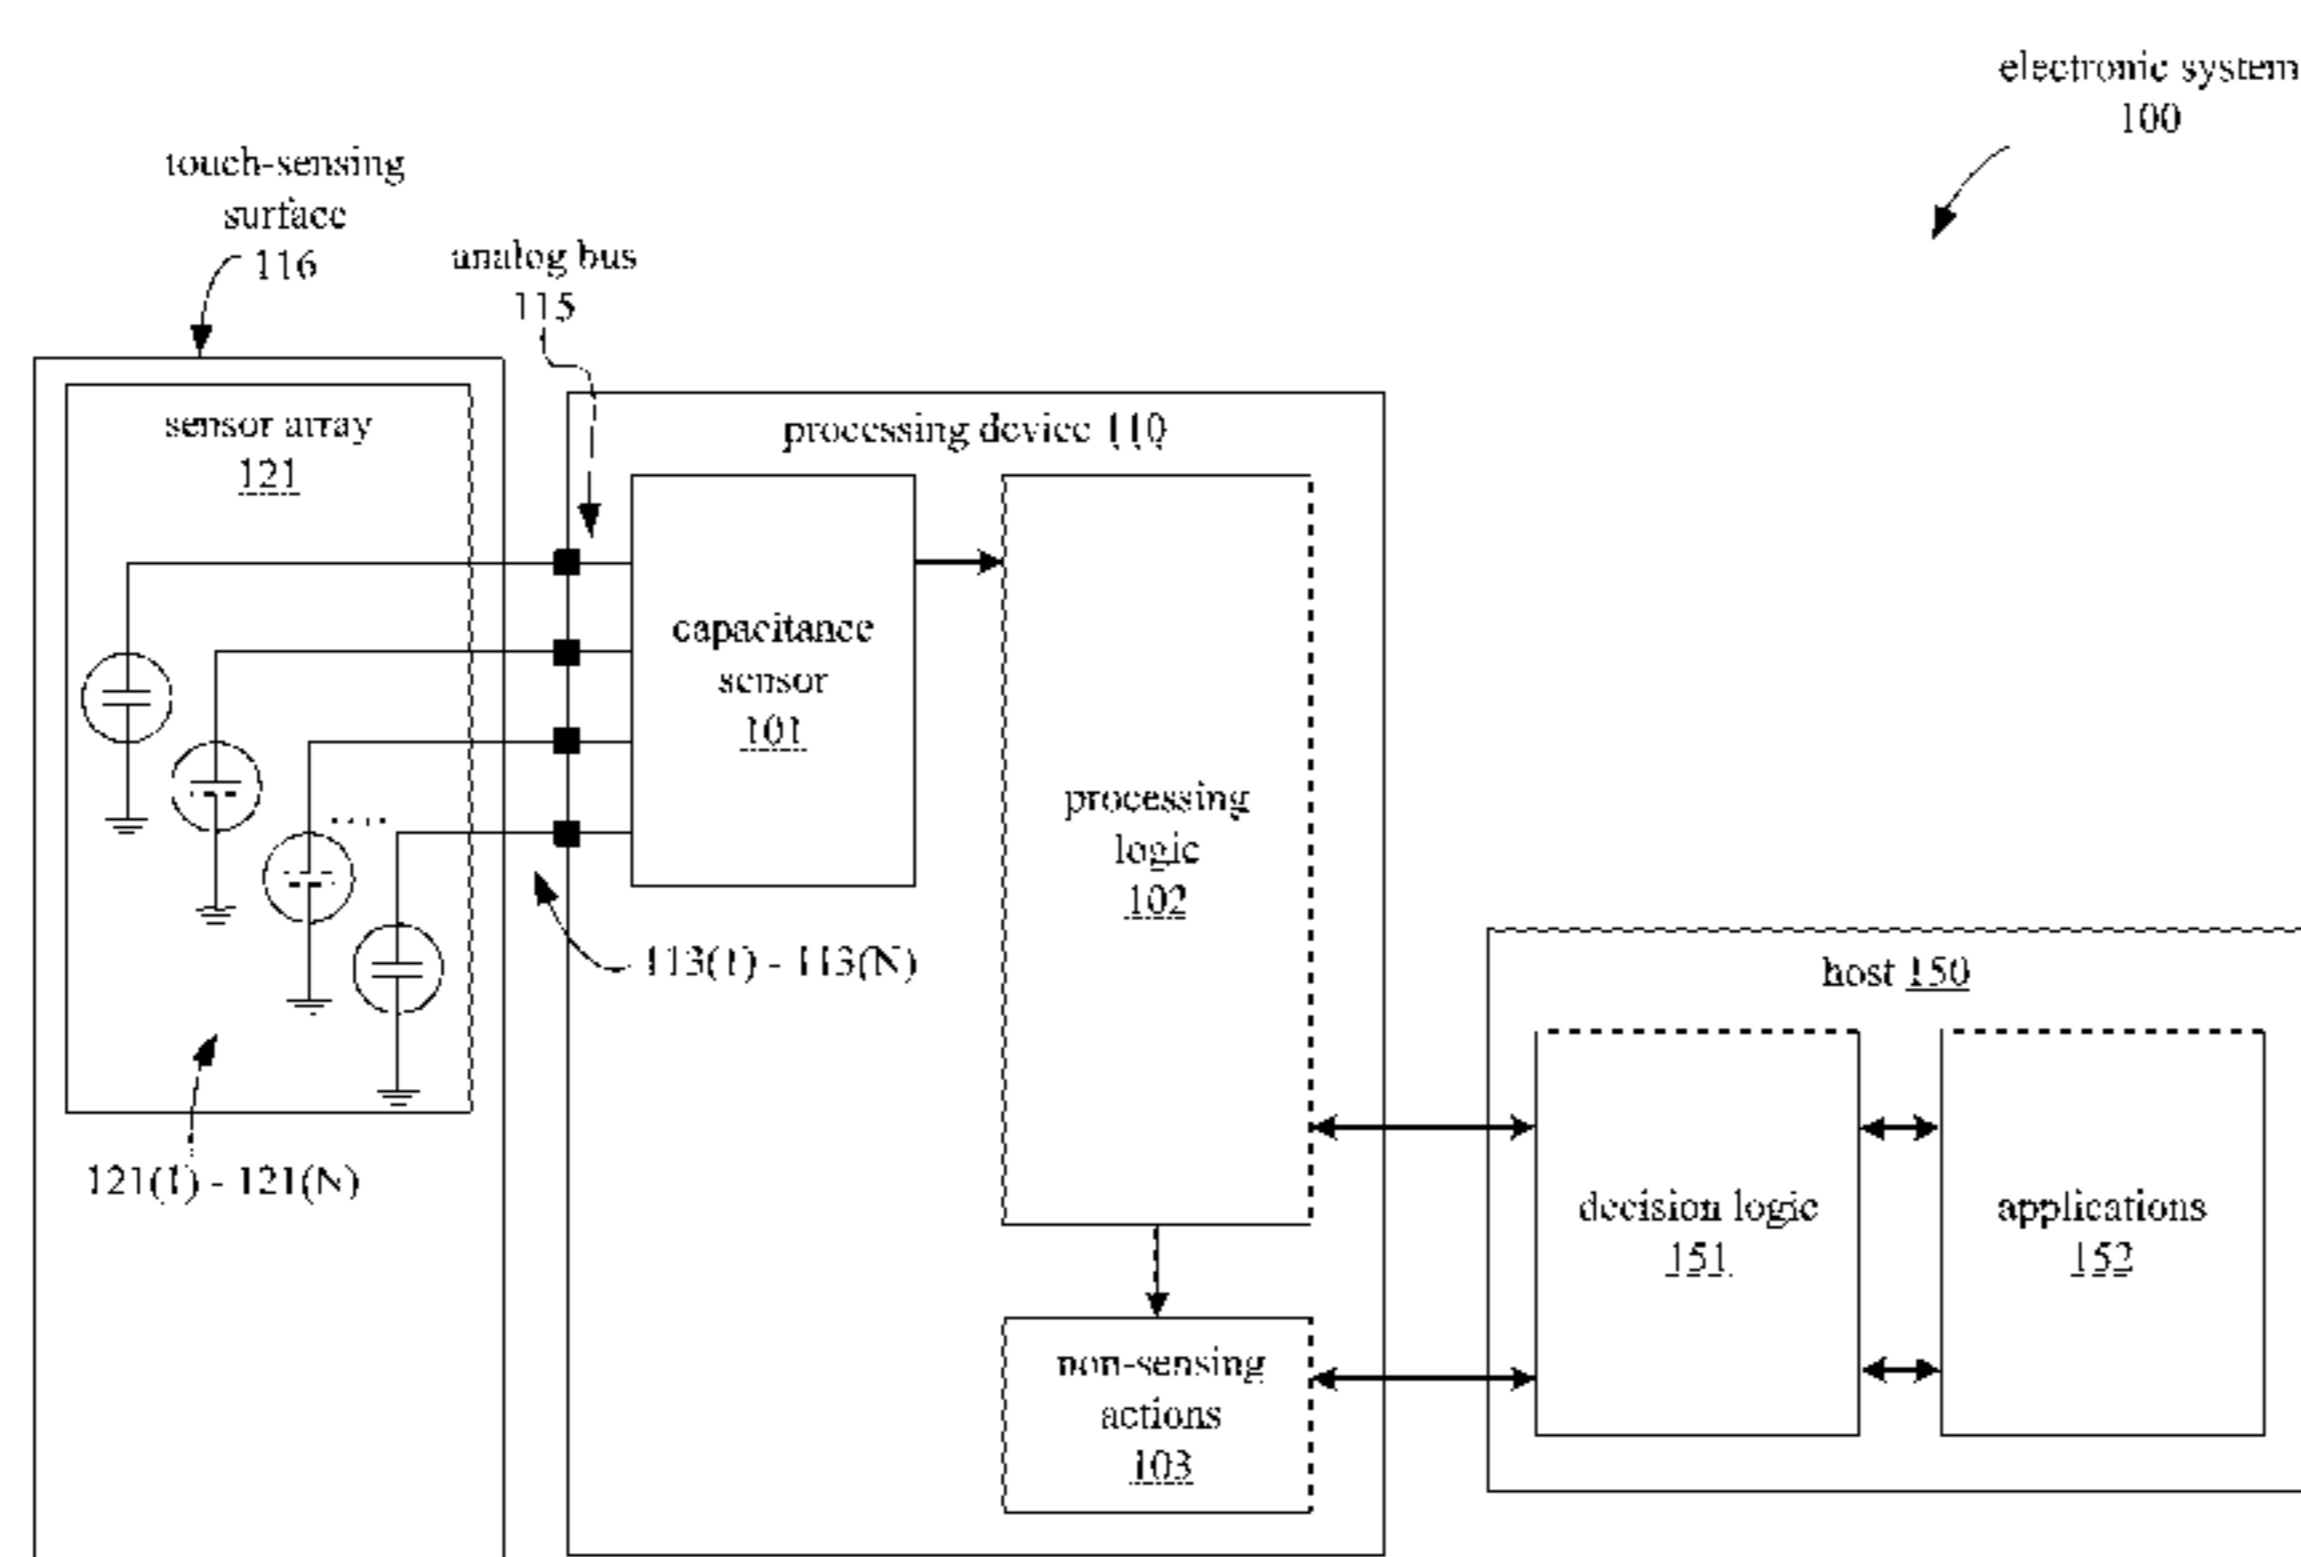 electronic system
100
touch-sensing
surface
116
analog bus
115
sensor array
121
processing device 110
capacitance
sensor
101
processing
logic
102
113(1) - 113(N)
121(1) - 121(N)
host 150
decision logic
151
applications
152
non-sensing
actions
103